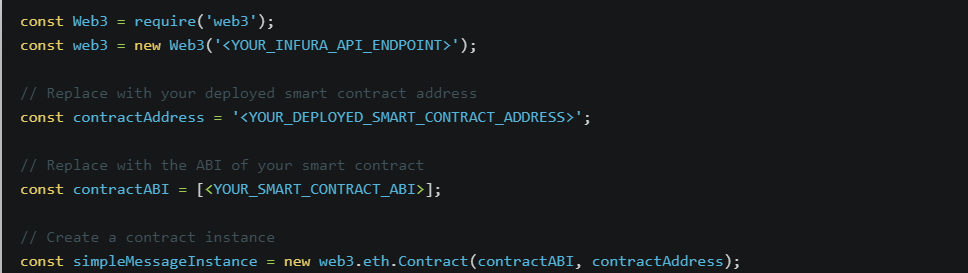 const Web3 = require('web3');
const web3 = new Web3('<YOUR_INFURA_API_ENDPOINT>');
// Replace with your deployed smart contract address
const contractAddress = '<YOUR_DEPLOYED_SMART_CONTRACT_ADDRESS>';
// Replace with the ABI of your smart contract
const contractABI = [<YOUR_SMART_CONTRACT_ABI>];
// Create a contract instance
const simpleMessageInstance = new web3.eth.Contract(contractABI, contractAddress);